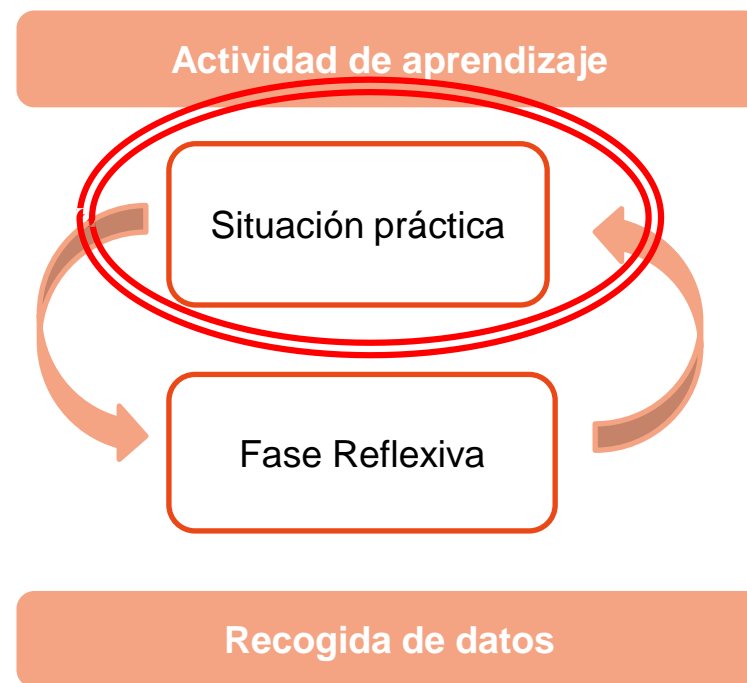 Actividad de aprendizaje
Situación práctica
Fase Reflexiva
Recogida de datos